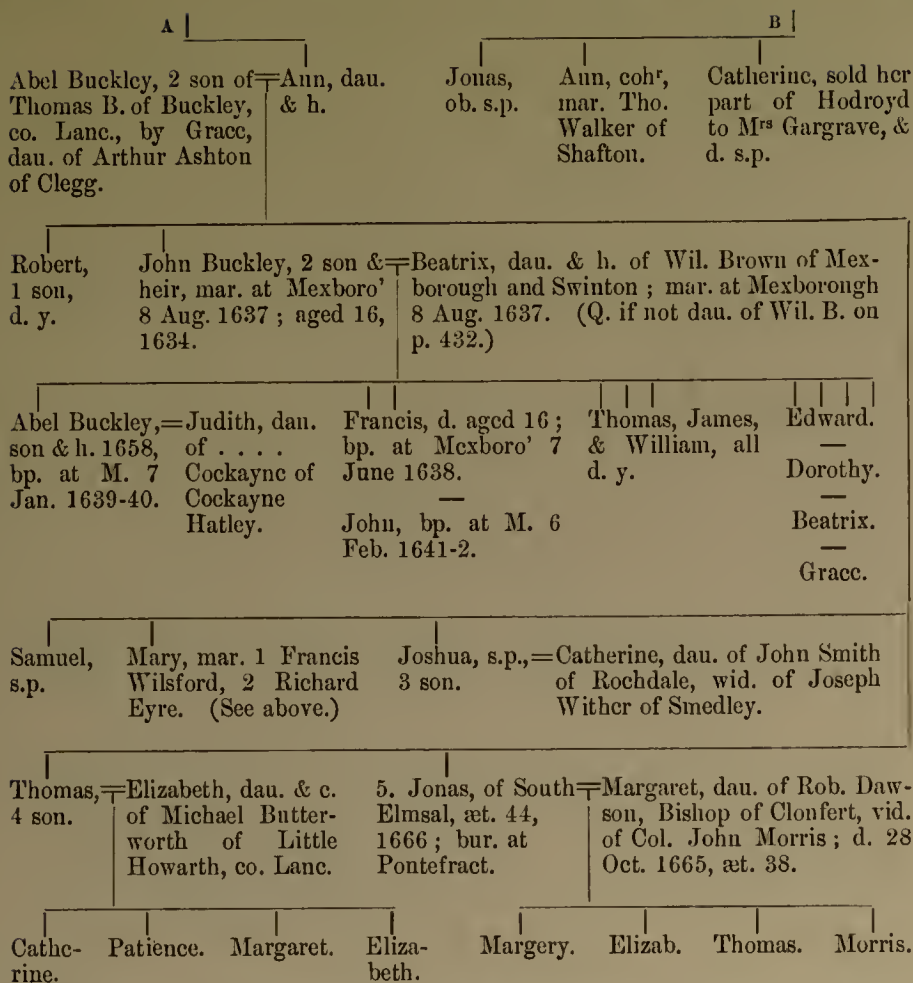 A B
Abel Buckley, 2 son of
Thomas B. of Buckley,
co. Lanc., by Grace,
dau. of Arthur Ashton
of Clegg.
Ann, dau.
& h.
Jonas,
ob. s.p.
Ann, cohʳ,
mar. Tho.
Walker of
Shafton.
Catherine, sold her
part of Hodroyd
to Mʳˢ Gargrave, &
d. s.p.
Robert,
1 son,
d. y.
John Buckley, 2 son &
heir, mar. at Mexboro'
8 Aug. 1637 ; aged 16,
1634.
Beatrix, dau. & h. of Wil. Brown of Mex-
borough and Swinton ; mar. at Mexborough
8 Aug. 1637. (Q. if not dau. of Wil. B. on
p. 432.)
Abel Buckley,=
son & h. 1658,
bp. at M. 7
Jan. 1639-40.
Judith, dau.
of . . . .
Cockayne of
Cockayne
Hatley.
Francis, d. aged 16 ;
bp. at Mexboro' 7
June 1638.
—
John, bp. at M. 6
Feb. 1641-2.
Thomas, James,
& William, all
d. y.
Edward.
—
Dorothy.
—
Beatrix.
—
Grace.
Samuel,
s.p.
Mary, mar. 1 Francis
Wilsford, 2 Richard
Eyre. (See above.)
Joshua, s.p.,=
3 son.
Catherine, dau. of John Smith
of Rochdale, wid. of Joseph
Wither of Smedley.
Thomas,
4 son.
Elizabeth, dau. & c.
of Michael Butter-
worth of Little
Howarth, co. Lanc.
5. Jonas, of South
Elmsal, æt. 44,
1666 ; bur. at
Pontefract.
Margaret, dau. of Rob. Daw-
son, Bishop of Clonfert, vid.
of Col. John Morris ; d. 28
Oct. 1665, æt. 38.
Cathe-
rine.
Patience.
Margaret.
Eliza-
beth.
Margery.
Elizab.
Thomas.
Morris.